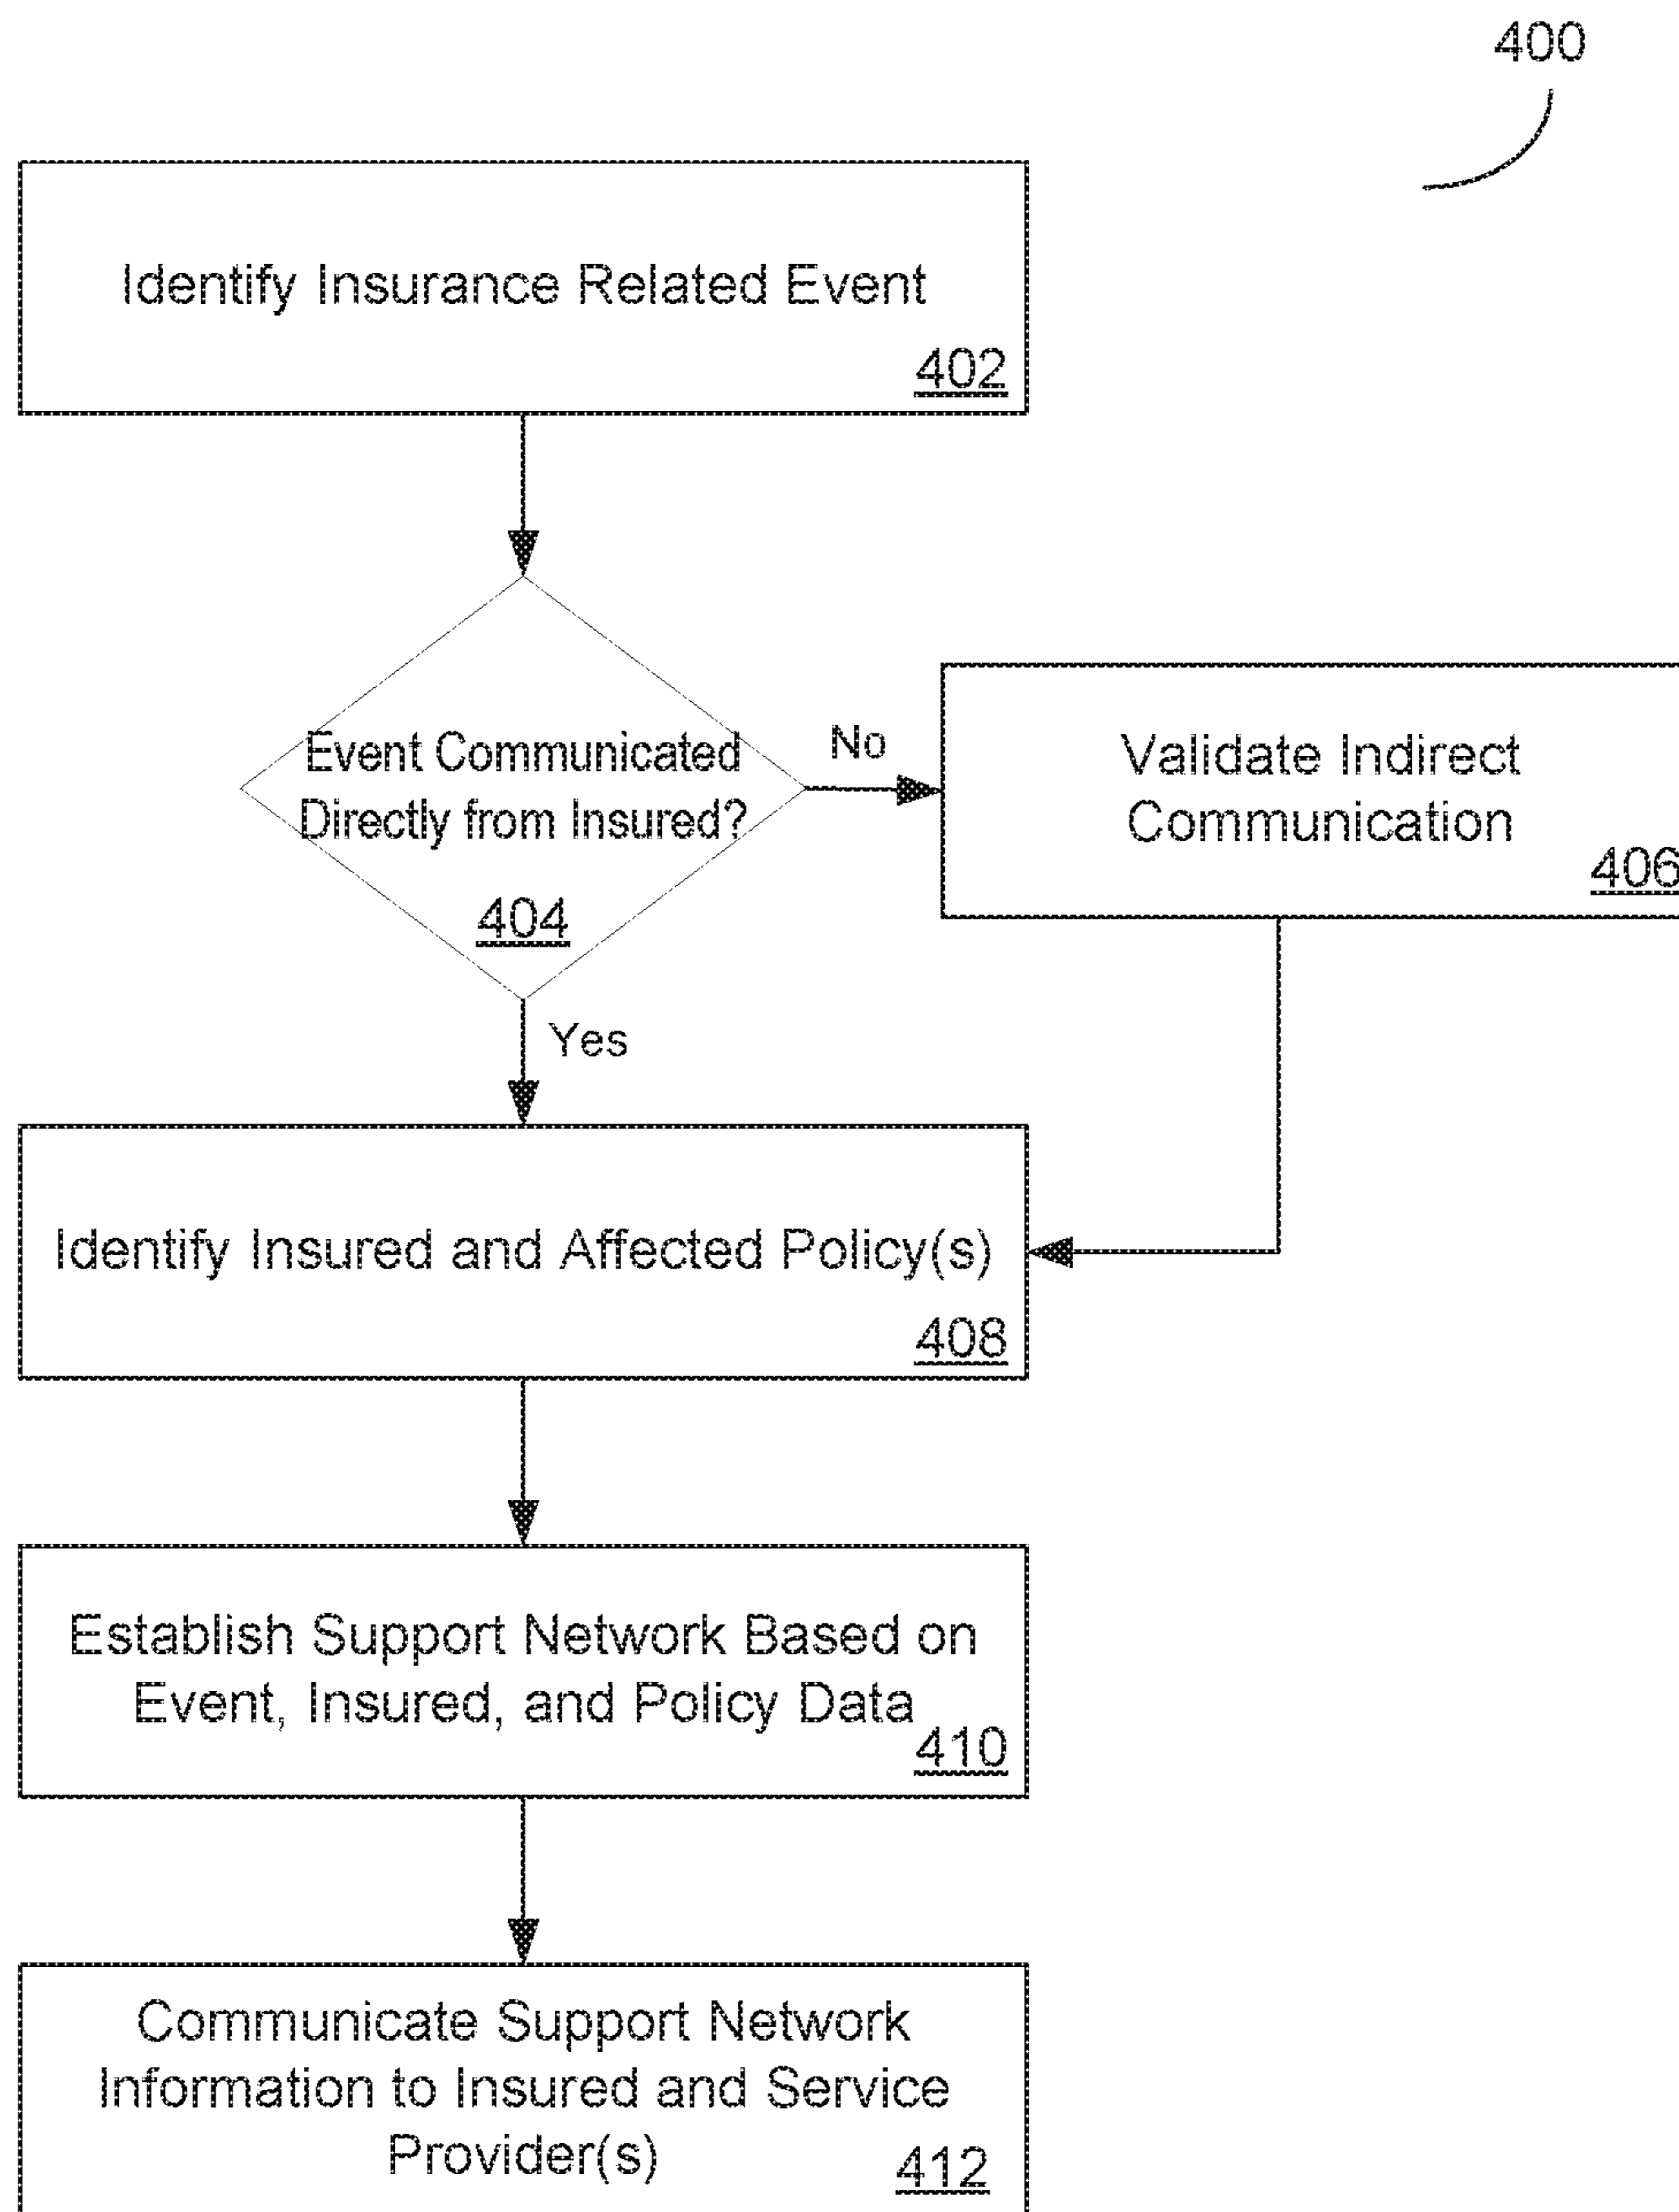 400
Identify Insurance Related Event
402
Event Communicated
Directly from Insured?
404
No
Validate Indirect
Communication
406
Yes
Identify Insured and Affected Policy(s)
408
Establish Support Network Based on
Event, Insured, and Policy Data
410
Communicate Support Network
Information to Insured and Service
Provider(s)
412